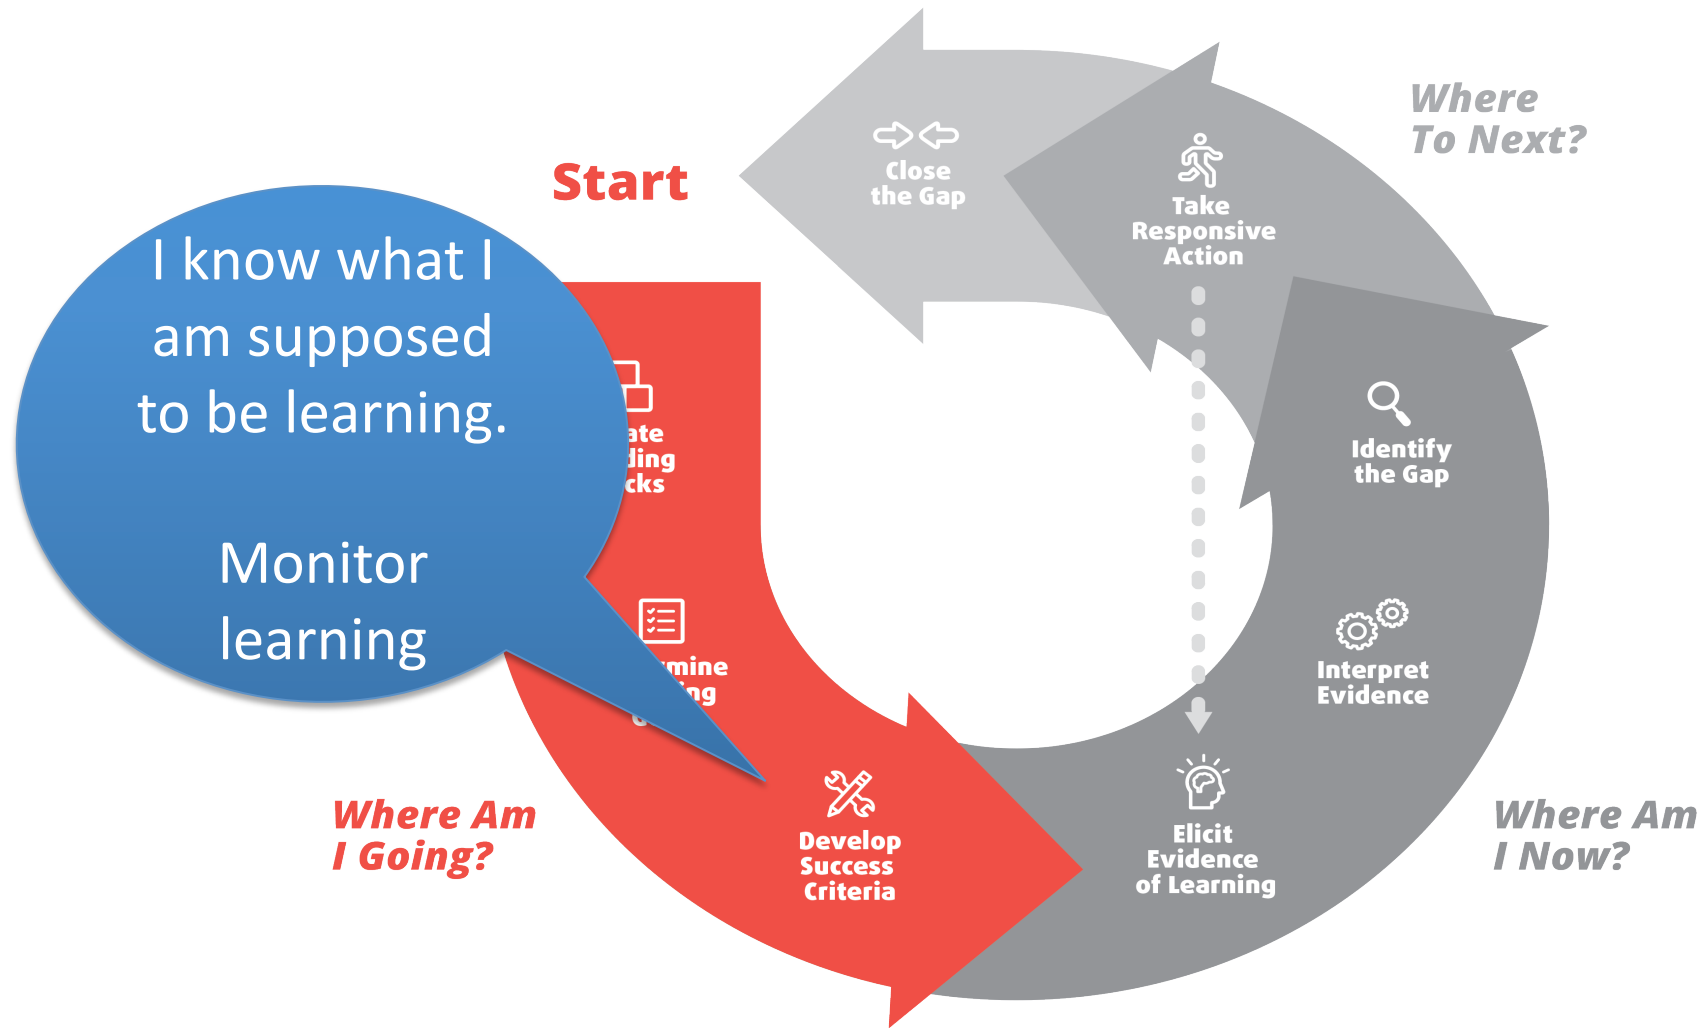 Start
I know what I
am supposed
to be learning.
Monitor
learning
Where Am
I Going?
Develop
Success
Criteria
Elicit
Evidence
of Learning
Interpret
Evidence
Identify
the Gap
Where Am
I Now?
Take
Responsive
Action
Close
the Gap
Where
To Next?